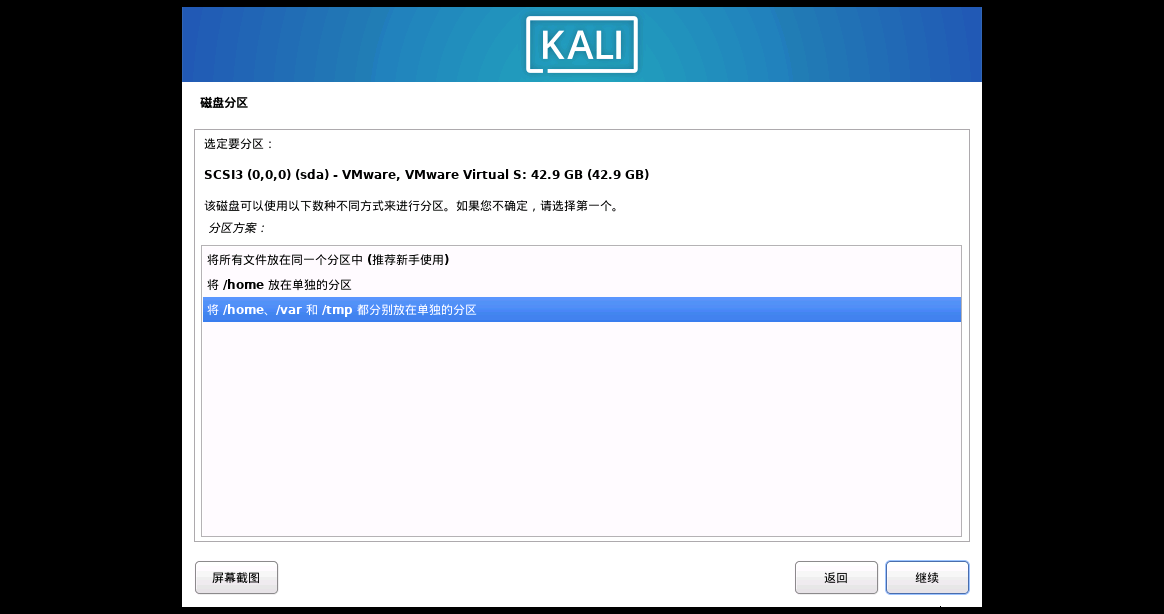 KALI
磁盘分区
选定要分区：
SCSI3 (0,0,0) (sda) - VMware, VMware Virtual S: 42.9 GB (42.9 GB)
该磁盘可以使用以下数种不同方式来进行分区。如果您不确定，请选择第一个。
分区方案：
将所有文件放在同一个分区中 (推荐新手使用)
将 /home 放在单独的分区
将 /home、/var 和 /tmp 都分别放在单独的分区
屏幕截图
返回
继续